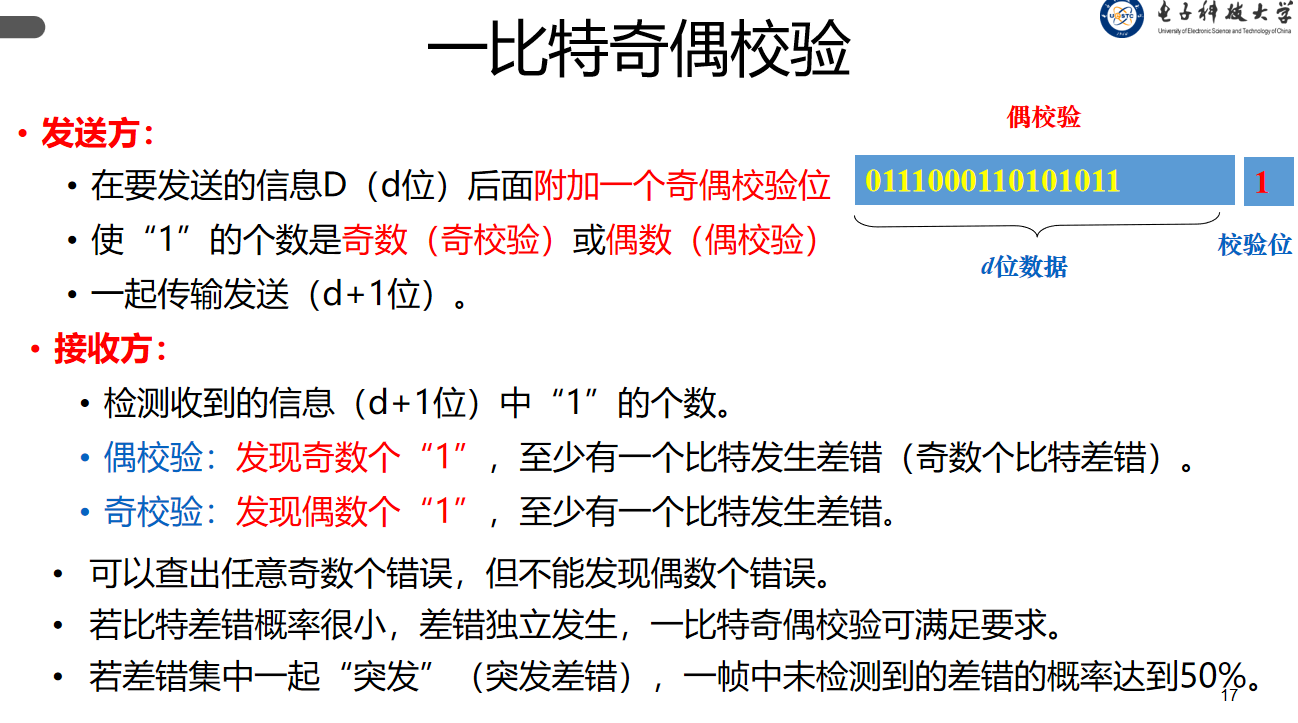 电子科技大学
University of Electronic Science and Technology of China
一比特奇偶校验
• 发送方：
• 在要发送的信息D（d位）后面附加一个奇偶校验位
• 使“1”的个数是奇数（奇校验）或偶数（偶校验）
• 一起传输发送（d+1位）。
偶校验
0111000110101011 1
d位数据
校验位
• 接收方：
• 检测收到的信息（d+1位）中“1”的个数。
• 偶校验：发现奇数个“1”，至少有一个比特发生差错（奇数个比特差错）。
• 奇校验：发现偶数个“1”，至少有一个比特发生差错。
• 可以查出任意奇数个错误，但不能发现偶数个错误。
• 若比特差错概率很小，差错独立发生，一比特奇偶校验可满足要求。
• 若差错集中一起“突发”（突发差错），一帧中未检测到的差错的概率达到50%。
17